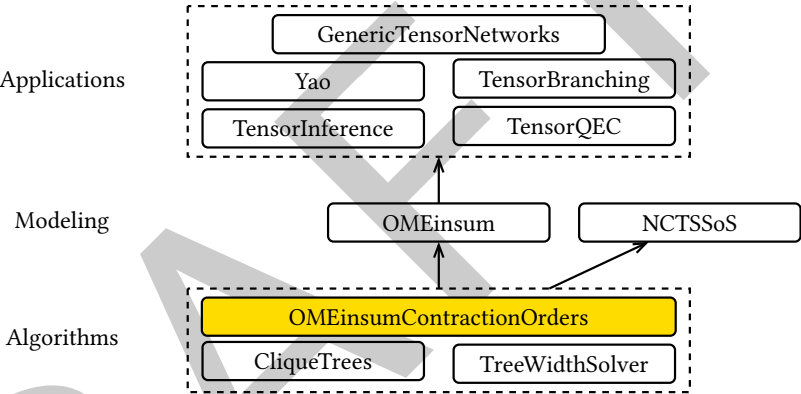 GenericTensorNetworks
Applications
Yao
TensorBranching
TensorInference
TensorQEC
Modeling
OMEinsum
NCTSSoS
Algorithms
OMEinsumContractionOrders
CliqueTrees
TreeWidthSolver